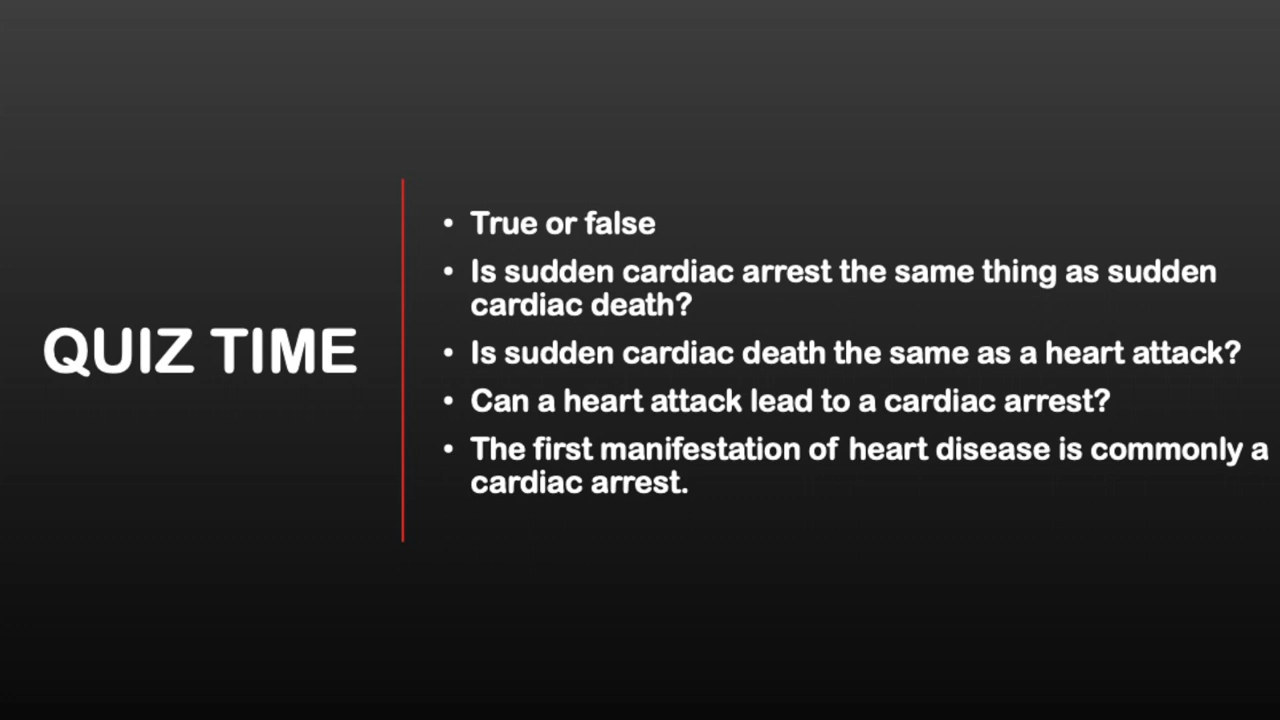 QUIZ TIME
• True or false
• Is sudden cardiac arrest the same thing as sudden
cardiac death?
• Is sudden cardiac death the same as a heart attack?
• Can a heart attack lead to a cardiac arrest?
• The first manifestation of heart disease is commonly a
cardiac arrest.